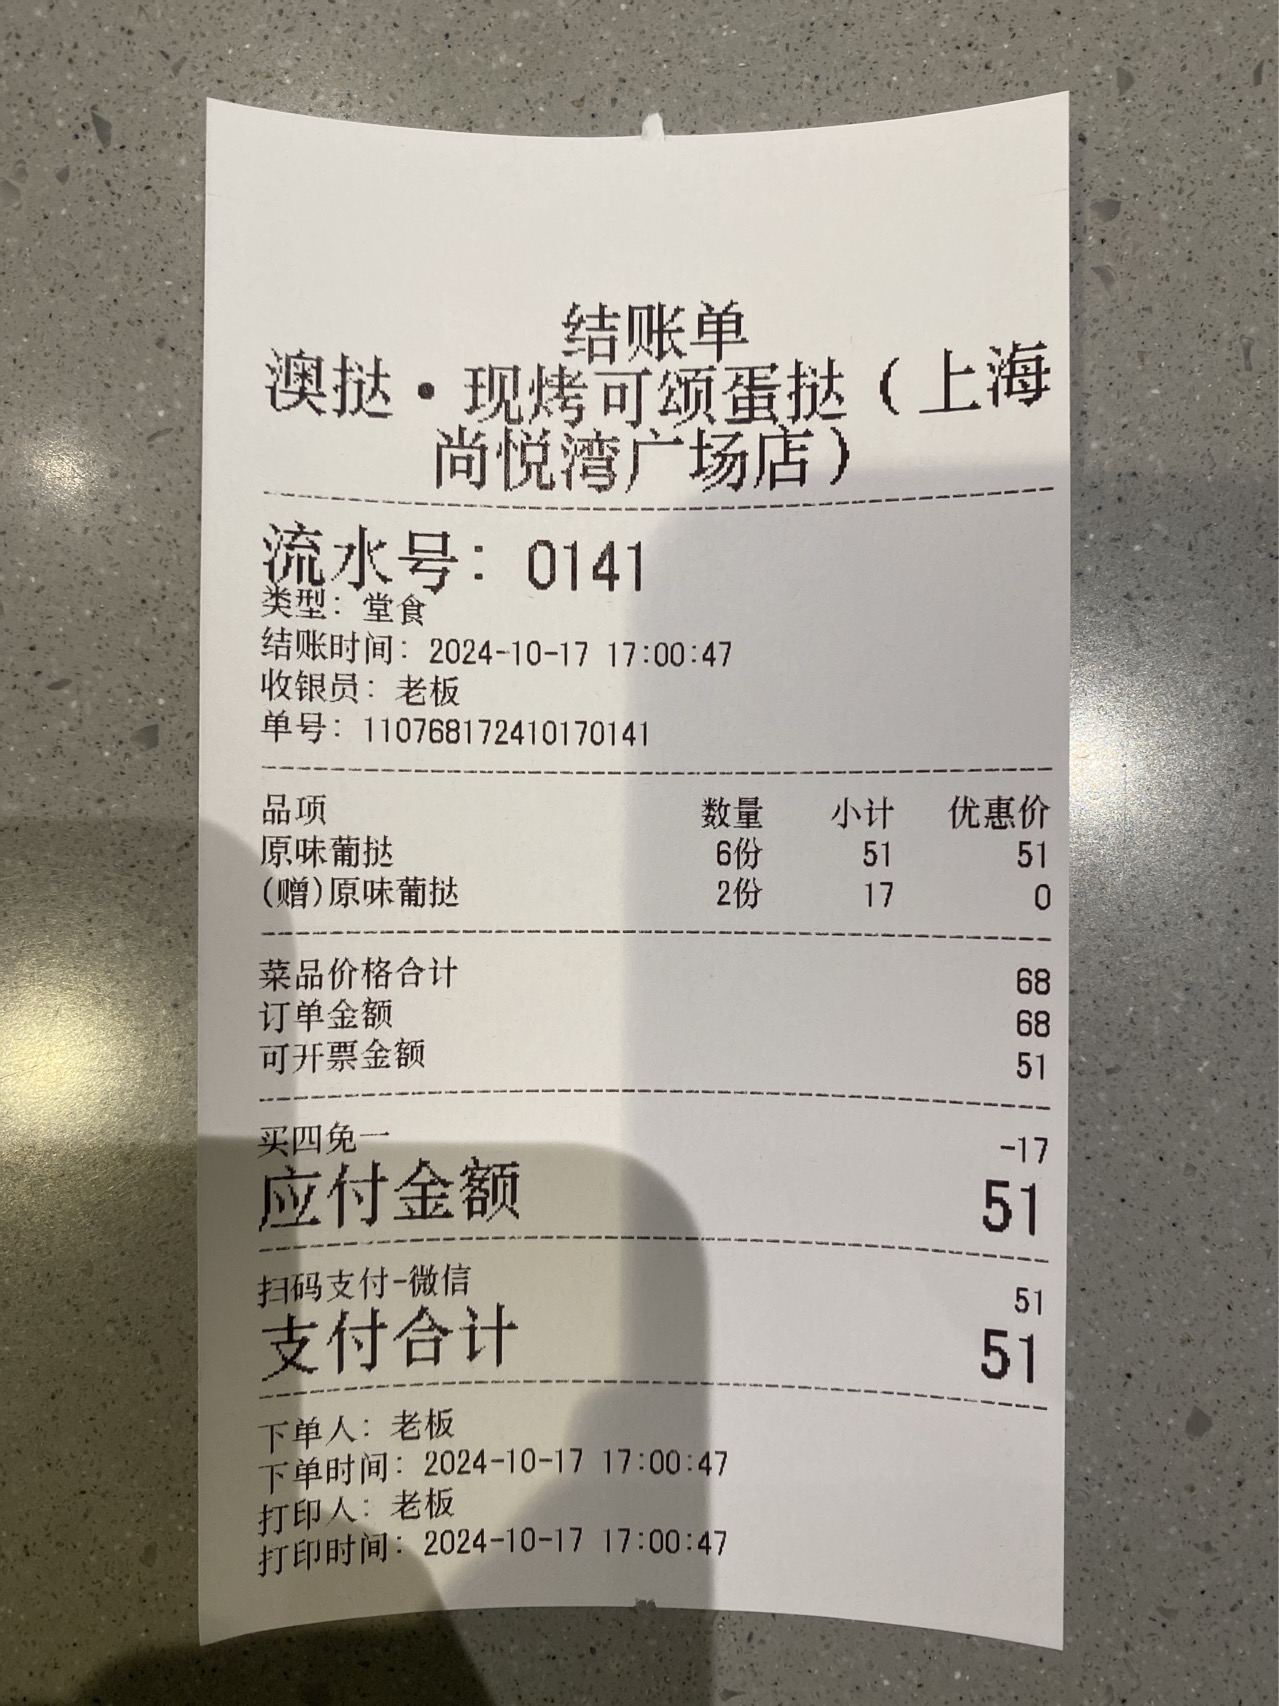 结账单
澳挞·现烤可颂蛋挞（上海
尚悦湾广场店）
流水号：0141
类型：堂食
结账时间：2024-10-17 17:00:47
收银员：老板
单号：110768172410170141
品项 数量 小计 优惠价
原味葡挞 6份 51 51
(赠)原味葡挞 2份 17 0
菜品价格合计 68
订单金额 68
可开票金额 51
买四免一 -17
应付金额 51
扫码支付-微信 51
支付合计 51
下单人：老板
下单时间：2024-10-17 17:00:47
打印人：老板
打印时间：2024-10-17 17:00:47